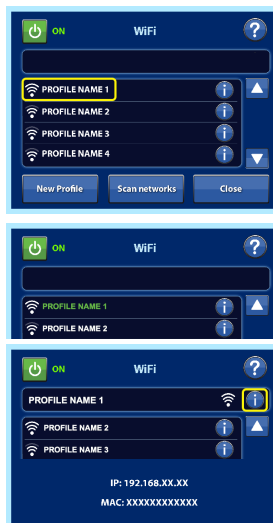 ON WiFi ?
PROFILE NAME 1 i
PROFILE NAME 2 i
PROFILE NAME 3 i
PROFILE NAME 4 i
New Profile Scan networks Close
ON WiFi ?
PROFILE NAME 1 i
PROFILE NAME 2 i
ON WiFi ?
PROFILE NAME 1 i
PROFILE NAME 2 i
PROFILE NAME 3 i
IP: 192.168.XX.XX
MAC: XXXXXXXXXXXX